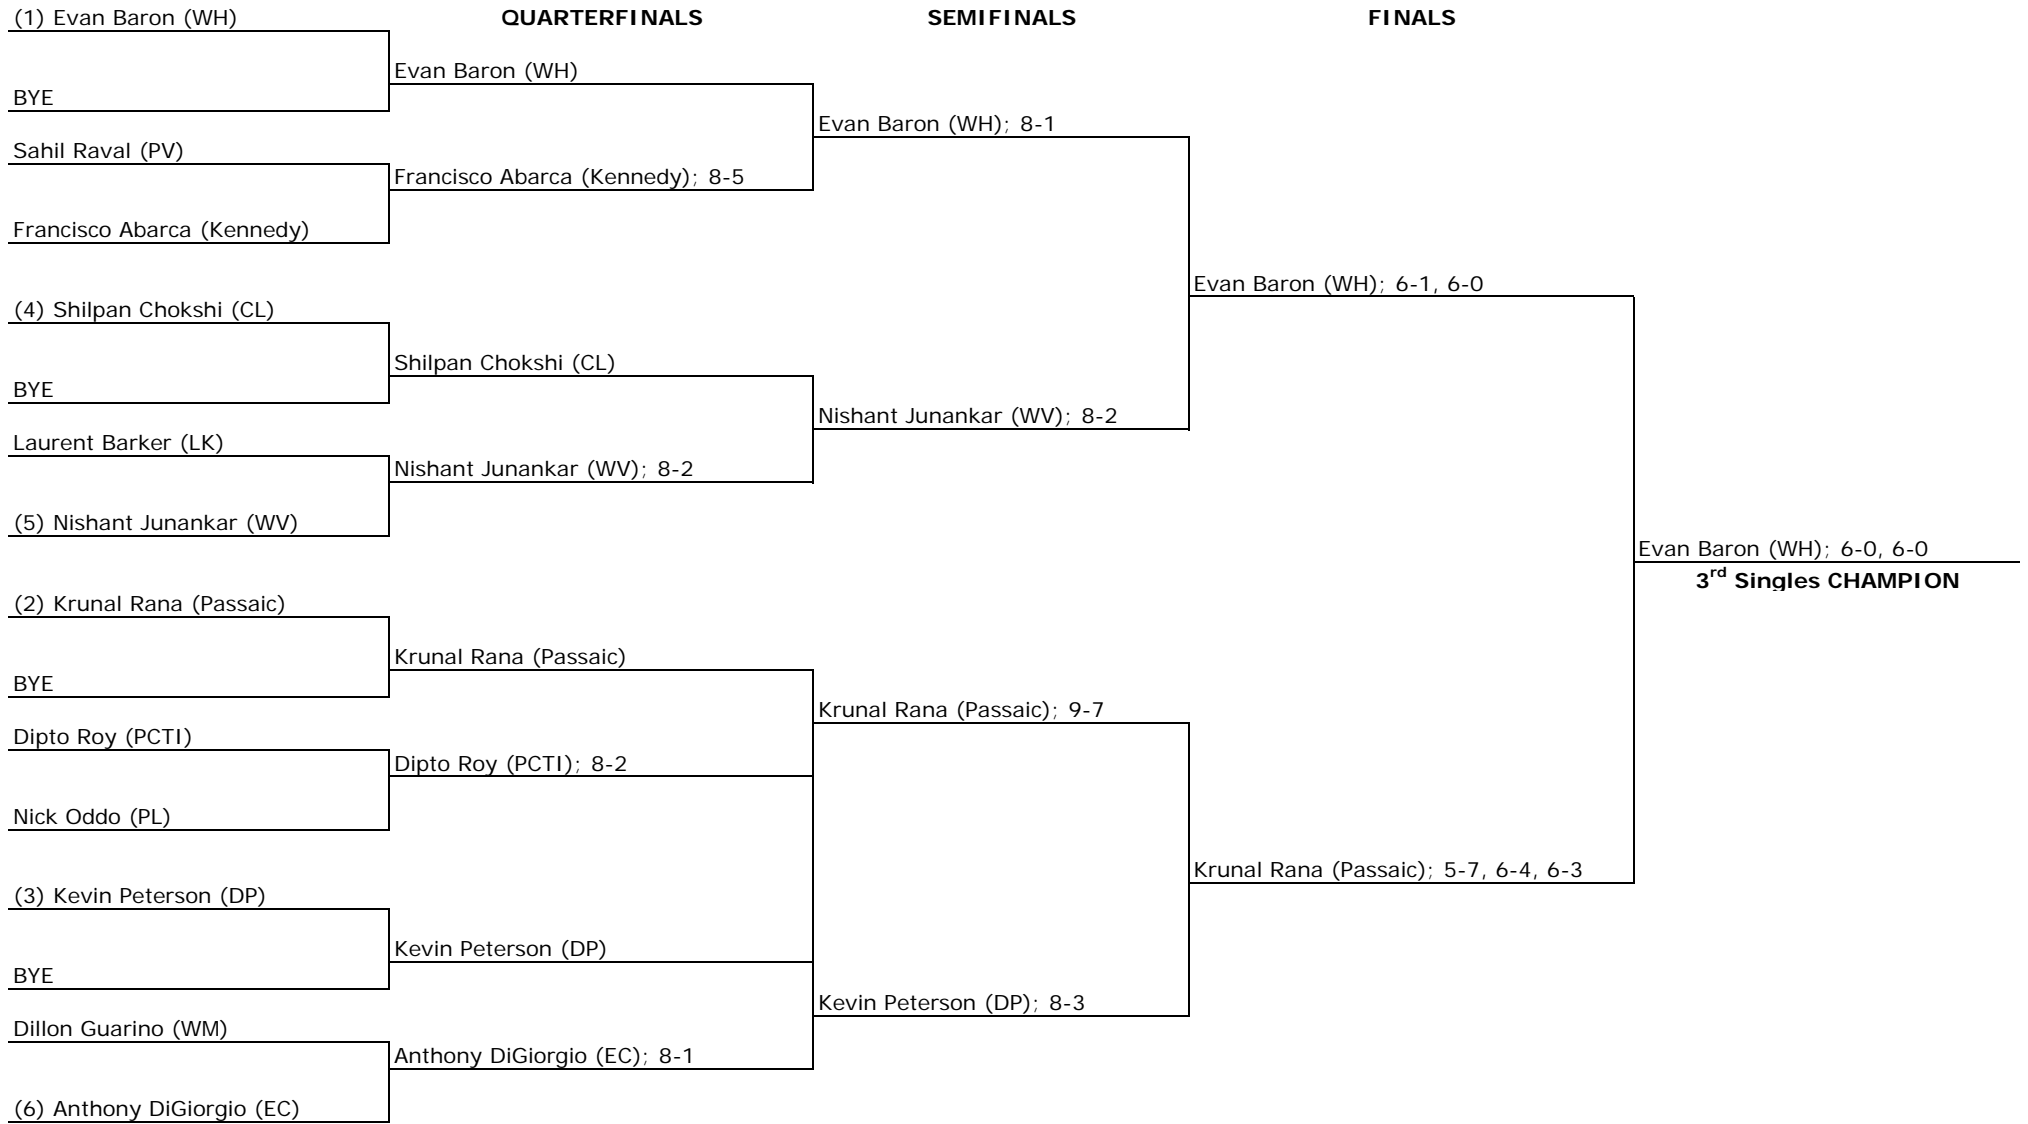 (1) Evan Baron (WH)
QUARTERFINALS
SEMIFINALS
FINALS
Evan Baron (WH)
BYE
Evan Baron (WH); 8-1
Sahil Raval (PV)
Francisco Abarca (Kennedy); 8-5
Francisco Abarca (Kennedy)
Evan Baron (WH); 6-1, 6-0
(4) Shilpan Chokshi (CL)
Shilpan Chokshi (CL)
BYE
Nishant Junankar (WV); 8-2
Laurent Barker (LK)
Nishant Junankar (WV); 8-2
(5) Nishant Junankar (WV)
Evan Baron (WH); 6-0, 6-0
3rd Singles CHAMPION
(2) Krunal Rana (Passaic)
Krunal Rana (Passaic)
BYE
Krunal Rana (Passaic); 9-7
Dipto Roy (PCTI)
Dipto Roy (PCTI); 8-2
Nick Oddo (PL)
Krunal Rana (Passaic); 5-7, 6-4, 6-3
(3) Kevin Peterson (DP)
Kevin Peterson (DP)
BYE
Kevin Peterson (DP); 8-3
Dillon Guarino (WM)
Anthony DiGiorgio (EC); 8-1
(6) Anthony DiGiorgio (EC)